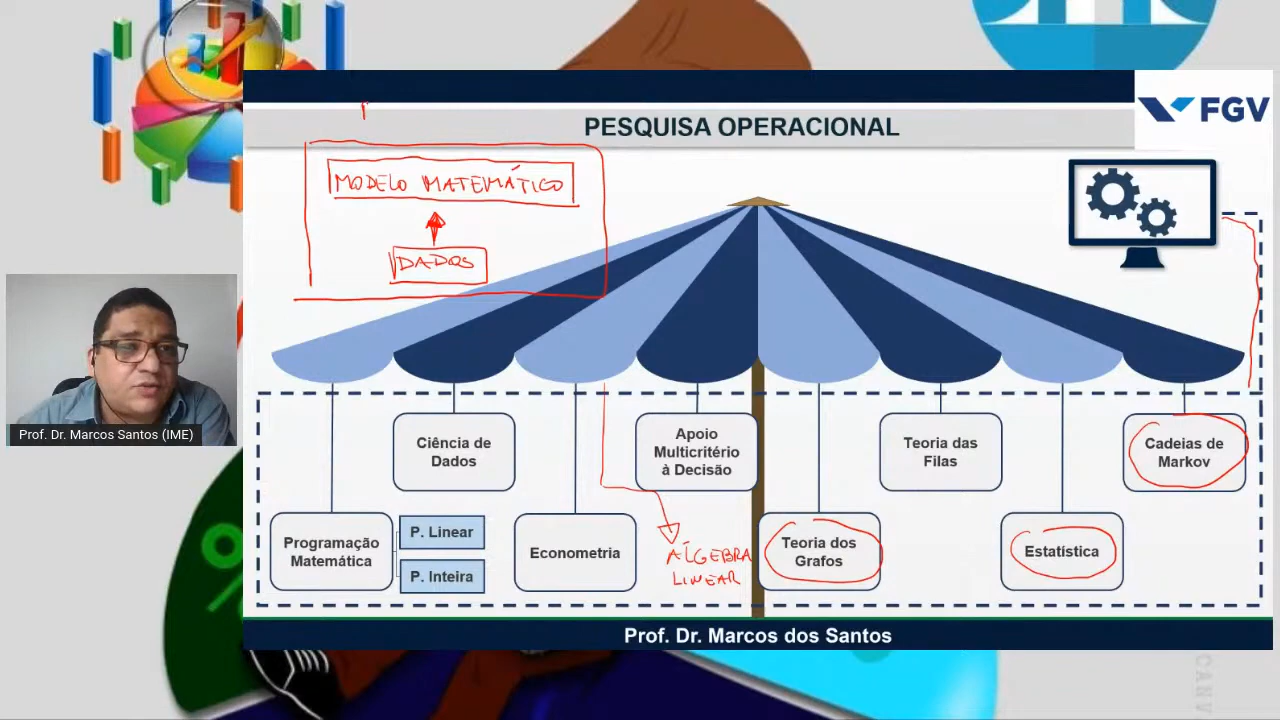 FGV
PESQUISA OPERACIONAL
MODELO MATEMÁTICO
DADOS
Ciência de
Dados
Apoio
Multicritério
à Decisão
Teoria das
Filas
Cadeias de
Markov
Programação
Matemática
P. Linear
P. Inteira
Econometria
ÁLGEBRA
LINEAR
Teoria dos
Grafos
Estatística
Prof. Dr. Marcos Santos (IME)
Prof. Dr. Marcos dos Santos
%
CANV